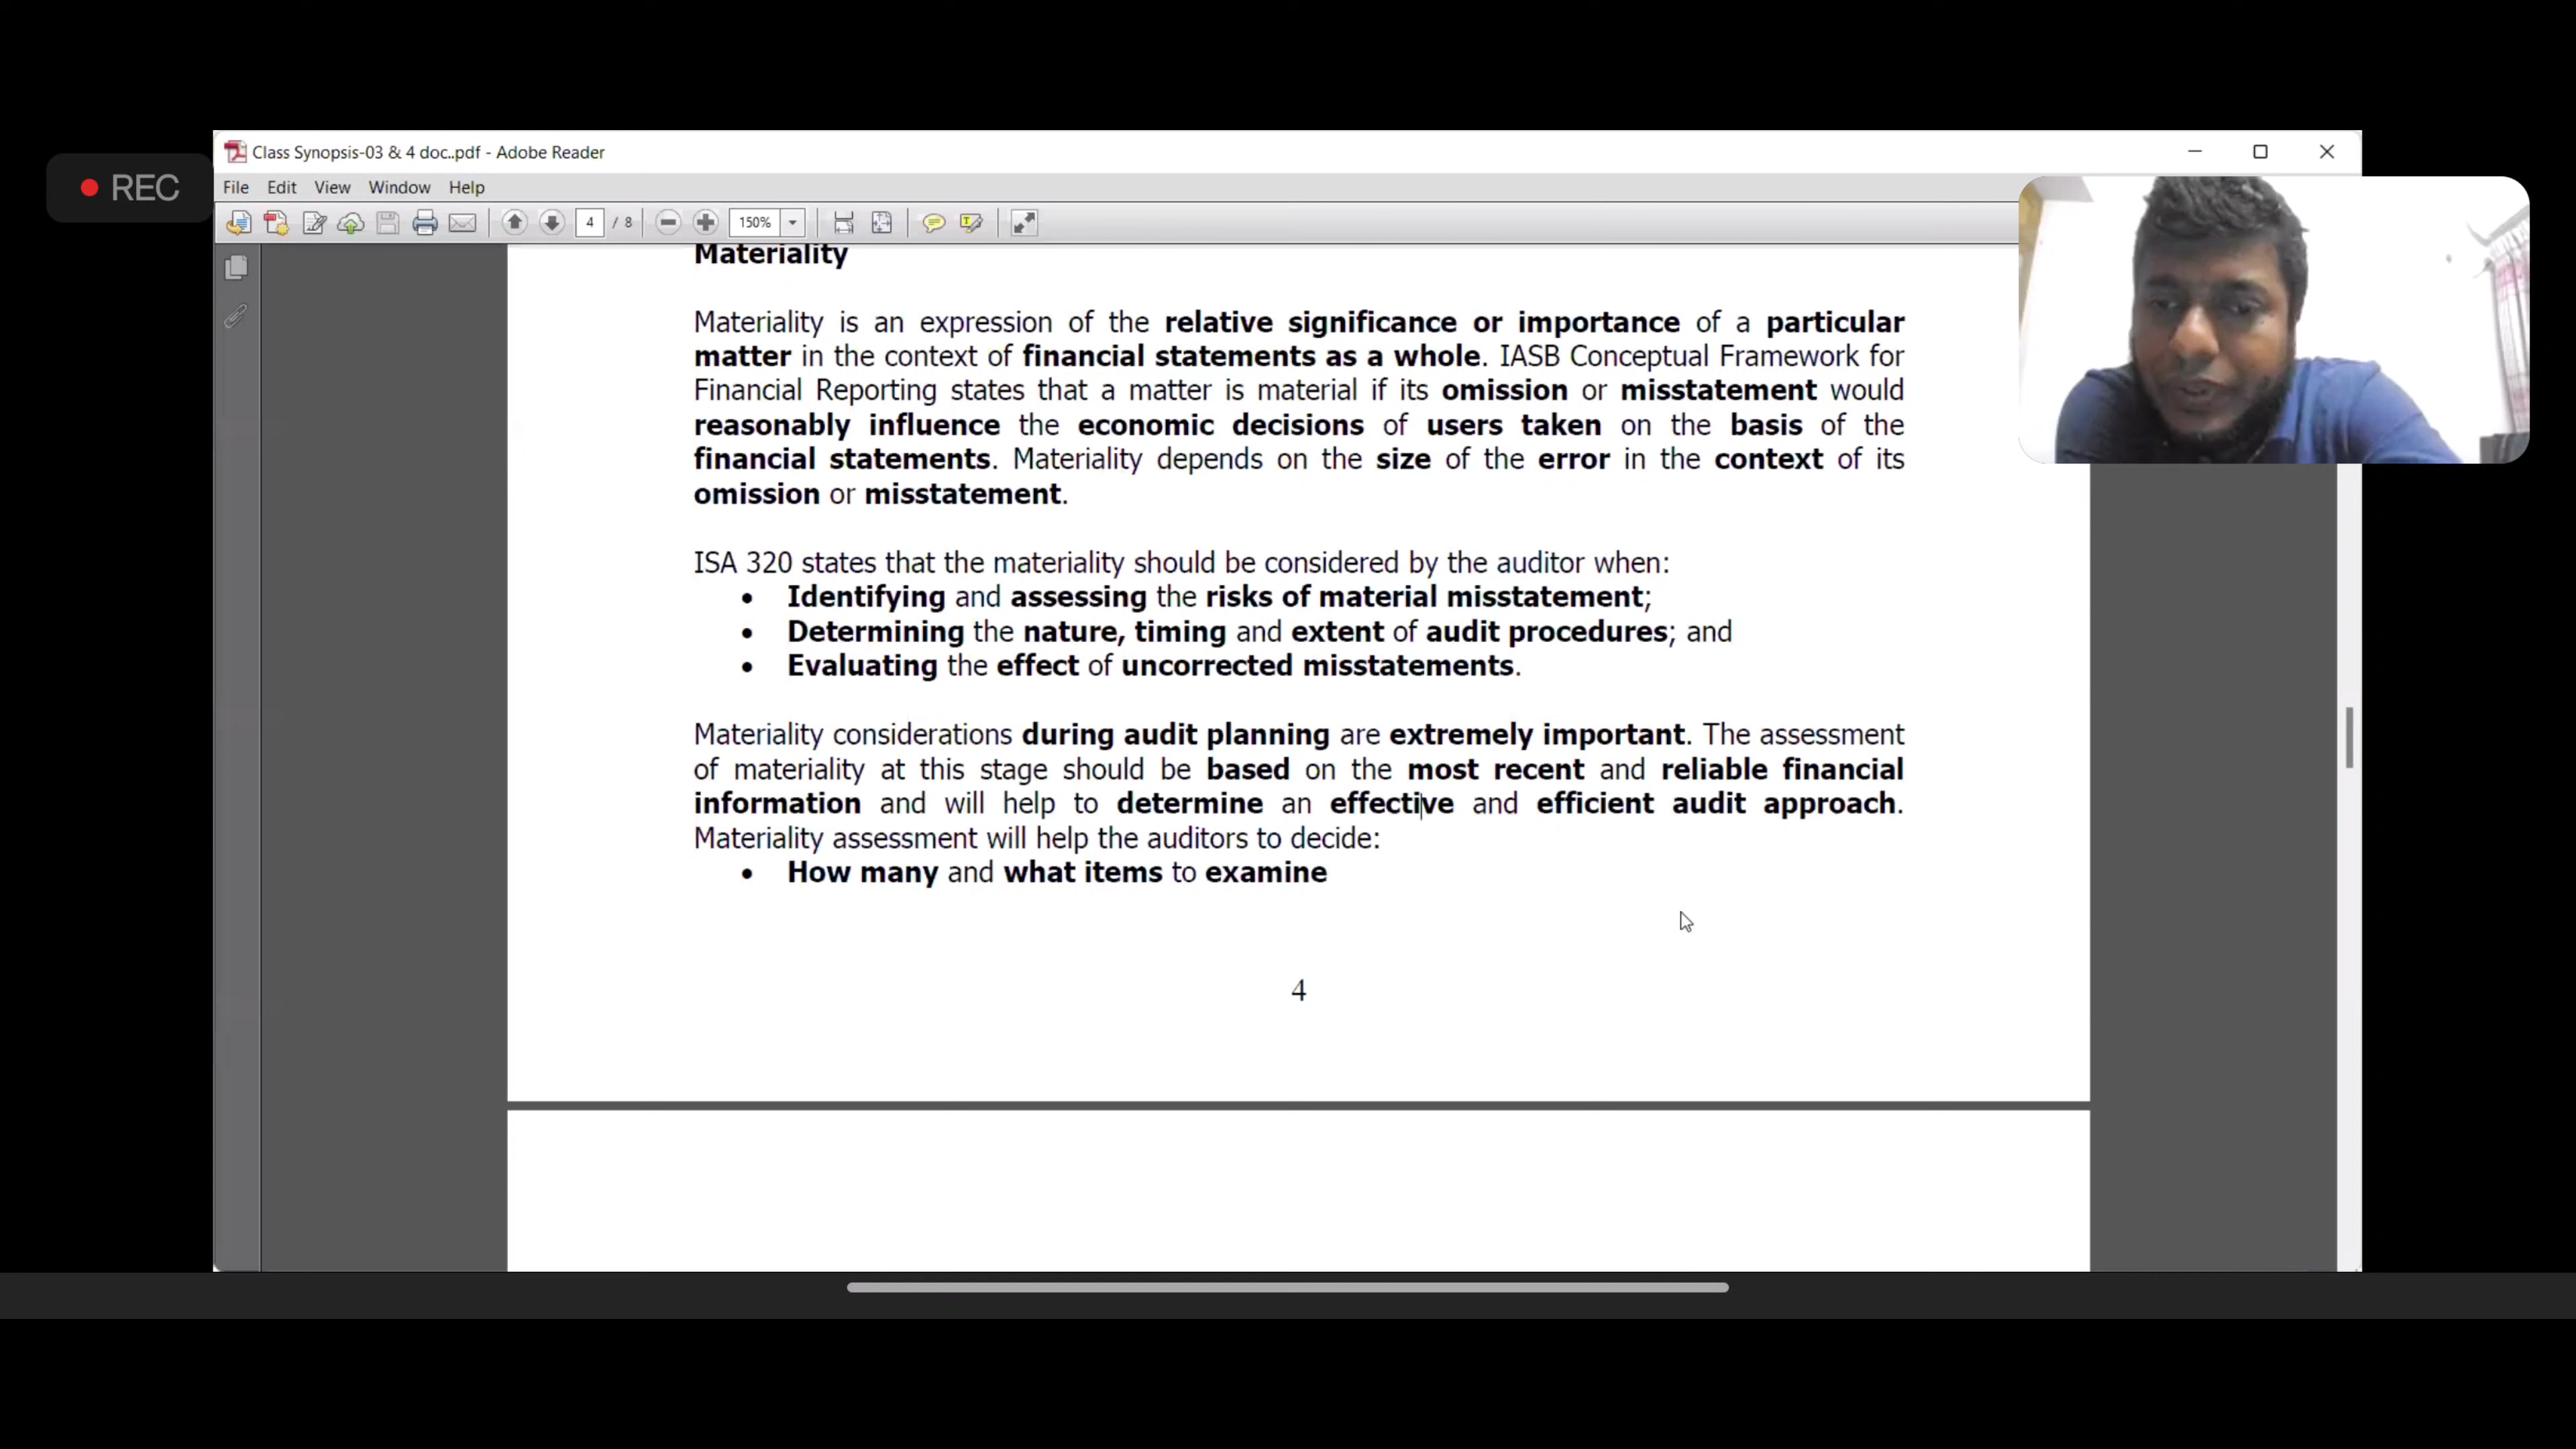 REC
Class Synopsis-03 & 4 doc..pdf - Adobe Reader
File Edit View Window Help
4 / 8 150%
Materiality
Materiality is an expression of the relative significance or importance of a particular
matter in the context of financial statements as a whole. IASB Conceptual Framework for
Financial Reporting states that a matter is material if its omission or misstatement would
reasonably influence the economic decisions of users taken on the basis of the
financial statements. Materiality depends on the size of the error in the context of its
omission or misstatement.
ISA 320 states that the materiality should be considered by the auditor when:
• Identifying and assessing the risks of material misstatement;
• Determining the nature, timing and extent of audit procedures; and
• Evaluating the effect of uncorrected misstatements.
Materiality considerations during audit planning are extremely important. The assessment
of materiality at this stage should be based on the most recent and reliable financial
information and will help to determine an effective and efficient audit approach.
Materiality assessment will help the auditors to decide:
• How many and what items to examine
4